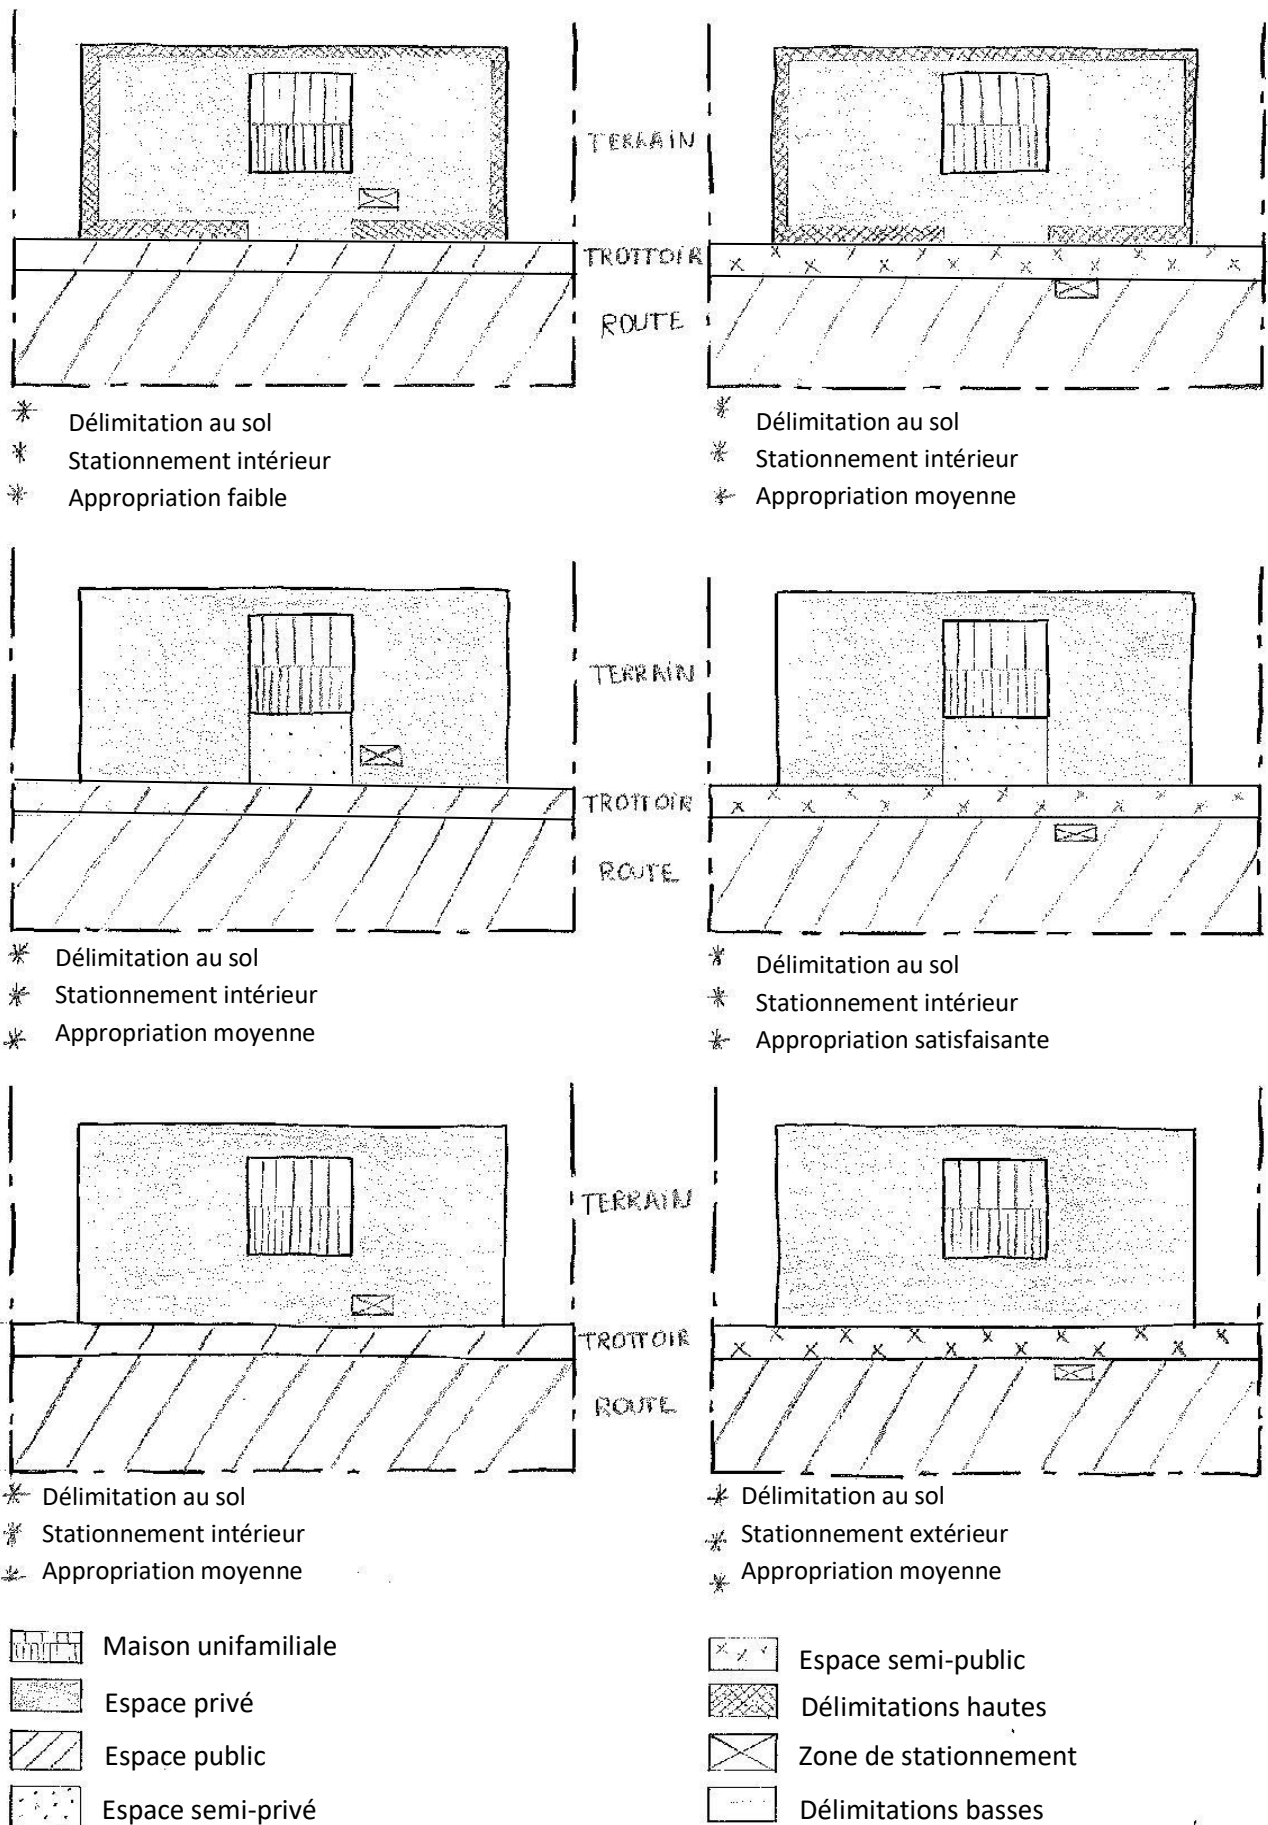 TERRAIN
TROTTOIR
ROUTE
Délimitation au sol
Stationnement intérieur
Appropriation faible
Délimitation au sol
Stationnement intérieur
Appropriation moyenne
TERRAIN
TROTTOIR
ROUTE
Délimitation au sol
Stationnement intérieur
Appropriation moyenne
Délimitation au sol
Stationnement intérieur
Appropriation satisfaisante
TERRAIN
TROTTOIR
ROUTE
Délimitation au sol
Stationnement intérieur
Appropriation moyenne
Délimitation au sol
Stationnement extérieur
Appropriation moyenne
Maison unifamiliale
Espace privé
Espace public
Espace semi-privé
Espace semi-public
Délimitations hautes
Zone de stationnement
Délimitations basses